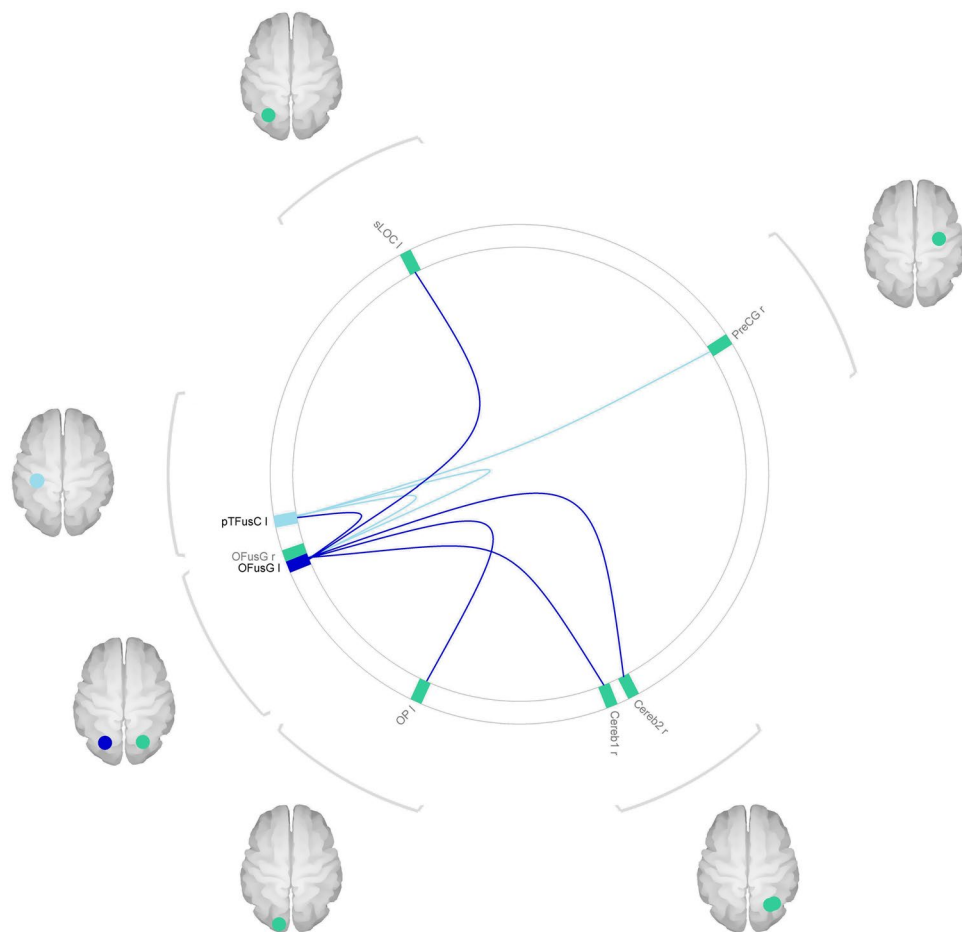 sLOC l
PreCG r
pTFusC l
OFusG r
OFusG l
OP l
Cereb1 r
Cereb2 r